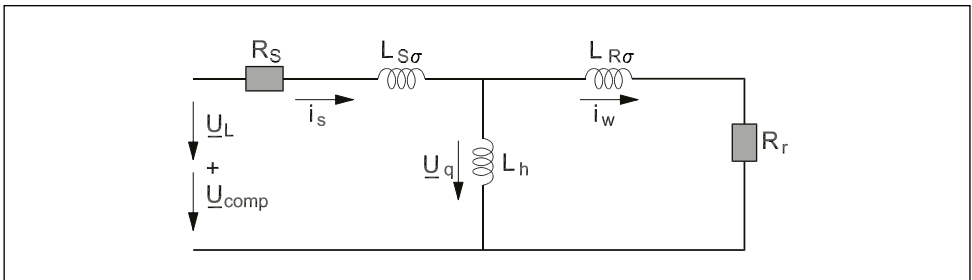 R_S
L_Sσ
L_Rσ
i_s
i_w
U_L
+
U_comp
U_q
L_h
R_r